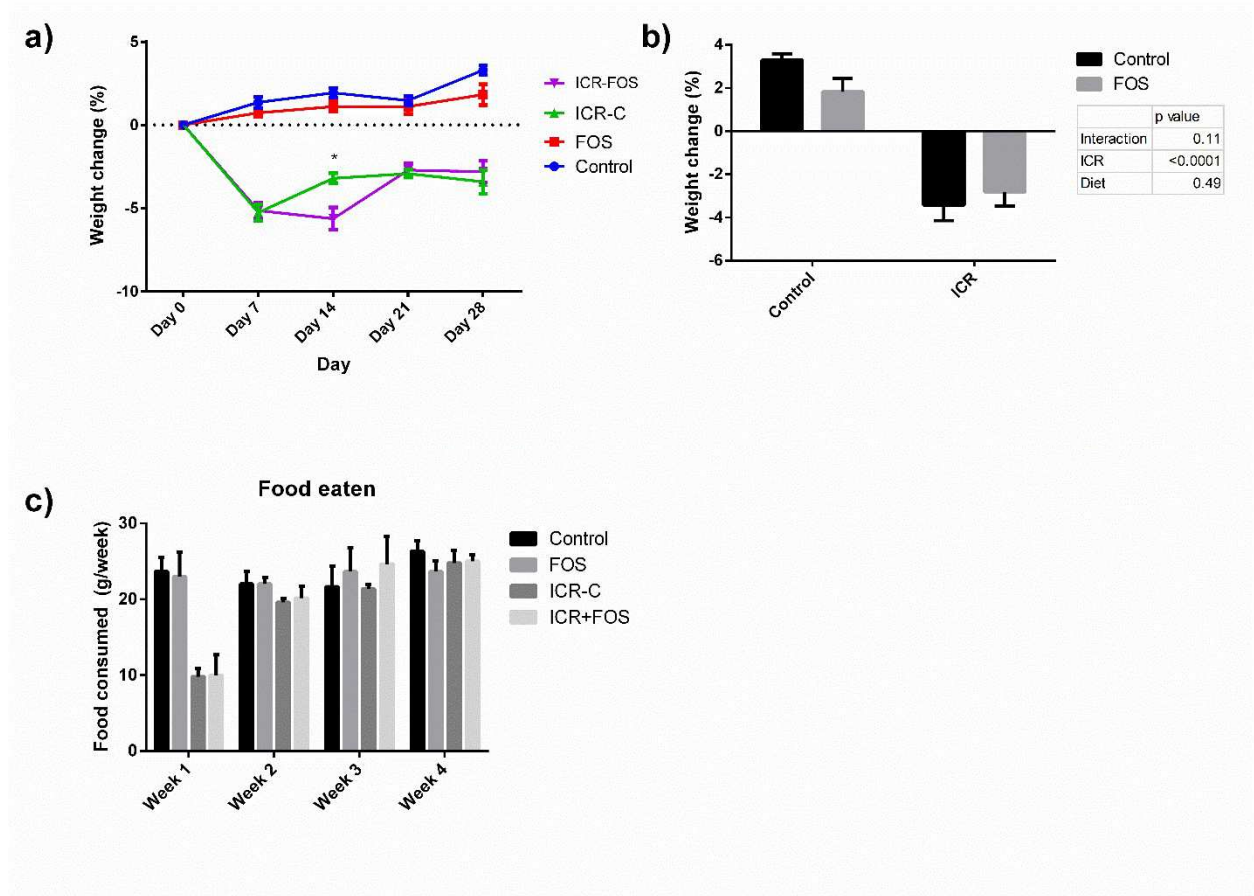 a)
5
0
-5
-10
Weight change (%)
*
Day 0
Day 7
Day 14
Day 21
Day 28
Day
ICR-FOS
ICR-C
FOS
Control
b)
4
2
0
-2
-4
-6
Weight change (%)
Control
ICR
Control
FOS
p value
Interaction 0.11
ICR <0.0001
Diet 0.49
c)
Food eaten
30
20
10
0
Food consumed (g/week)
Week 1
Week 2
Week 3
Week 4
Control
FOS
ICR-C
ICR+FOS